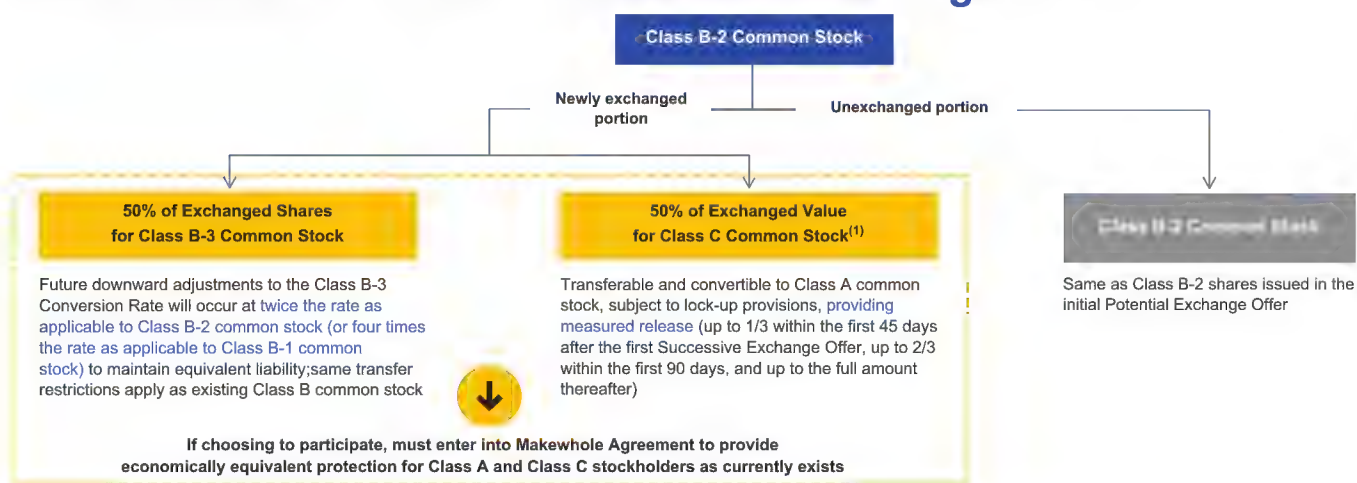 Class B-2 Common Stock
Newly exchanged
portion
Unexchanged portion
50% of Exchanged Shares
for Class B-3 Common Stock
50% of Exchanged Value
for Class C Common Stock(1)
Class B-2 Common Stock
Future downward adjustments to the Class B-3
Conversion Rate will occur at twice the rate as
applicable to Class B-2 common stock (or four times
the rate as applicable to Class B-1 common
stock) to maintain equivalent liability;same transfer
restrictions apply as existing Class B common stock
Transferable and convertible to Class A common
stock, subject to lock-up provisions, providing
measured release (up to 1/3 within the first 45 days
after the first Successive Exchange Offer, up to 2/3
within the first 90 days, and up to the full amount
thereafter)
Same as Class B-2 shares issued in the
initial Potential Exchange Offer
If choosing to participate, must enter into Makewhole Agreement to provide
economically equivalent protection for Class A and Class C stockholders as currently exists